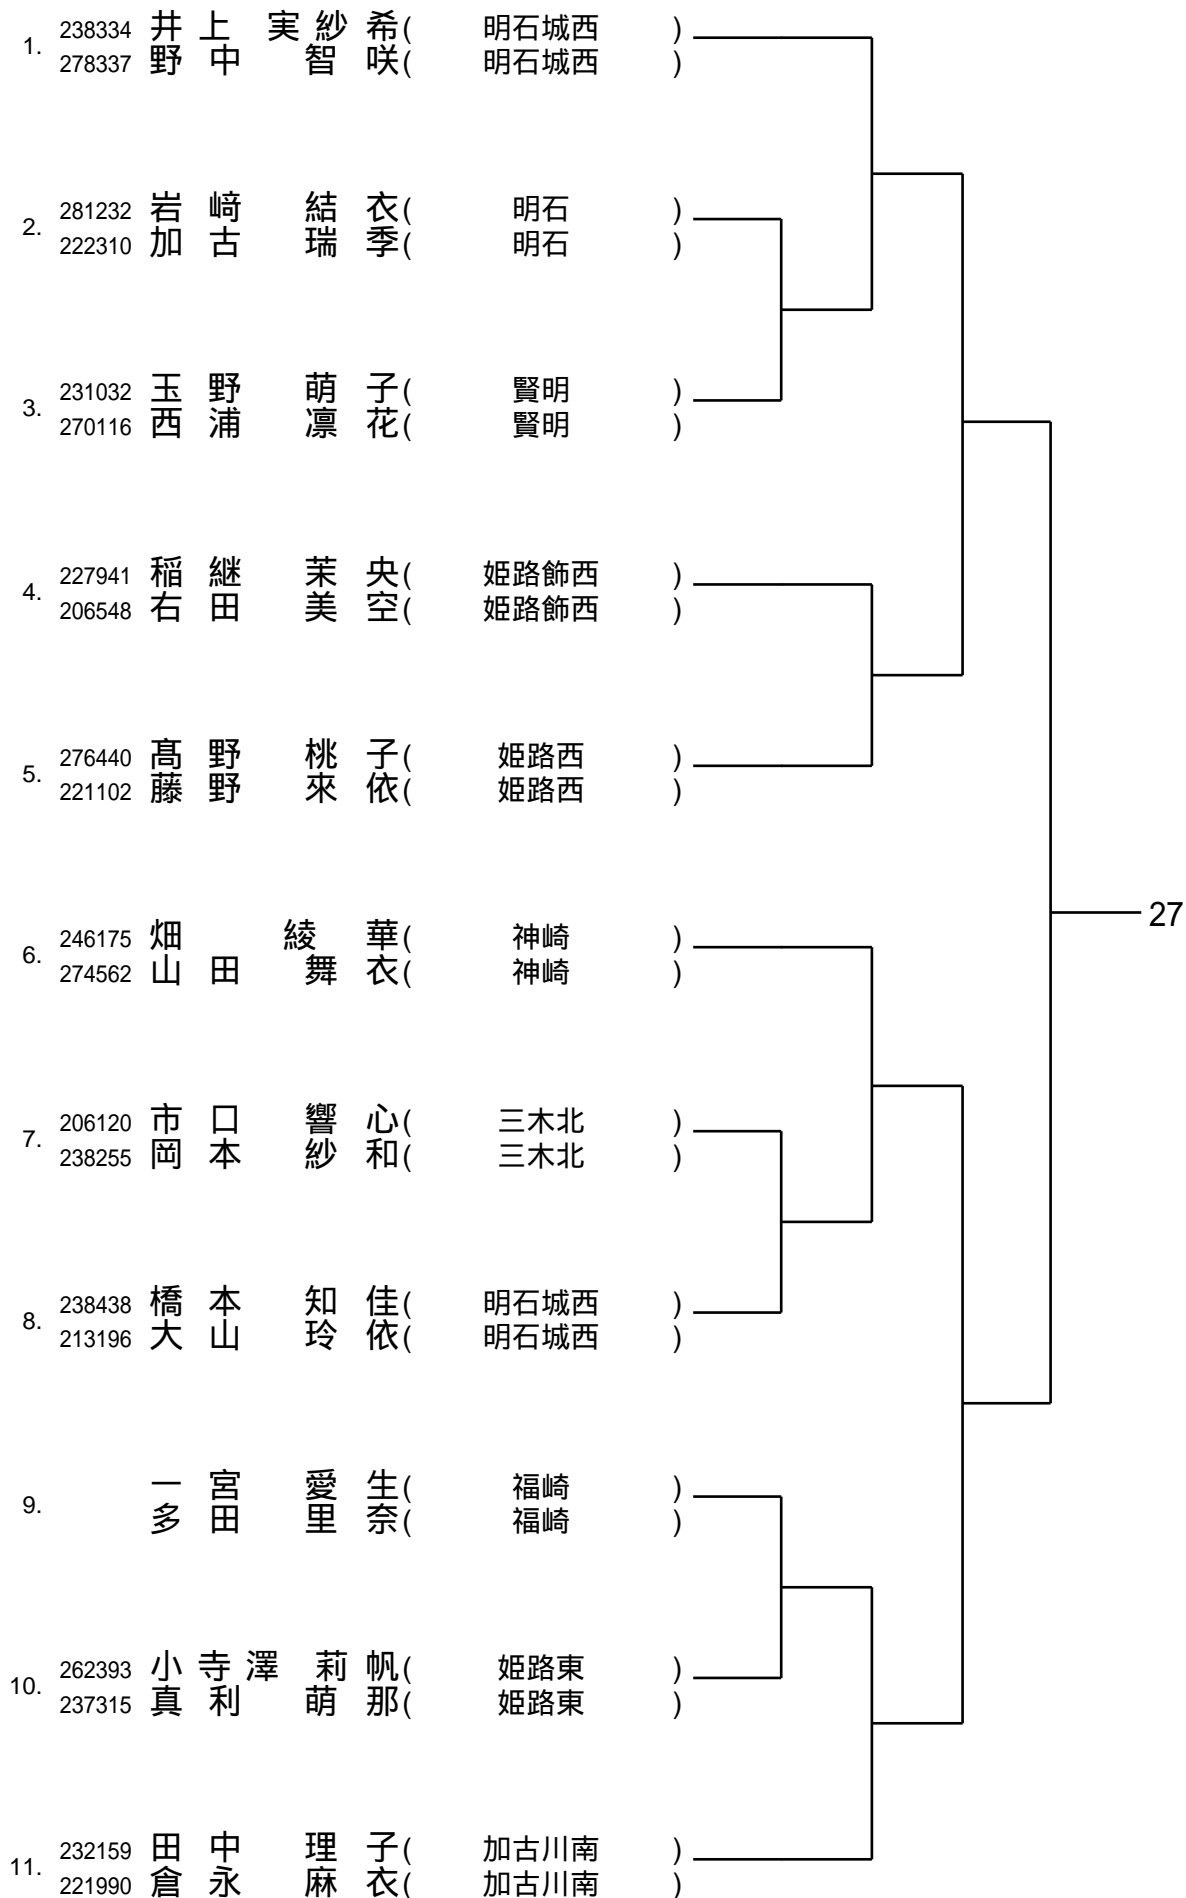 1. 238334 井上 実紗希( 明石城西 )
278337 野中 智咲( 明石城西 )
2. 281232 岩﨑 結衣( 明石 )
222310 加古 瑞季( 明石 )
3. 231032 玉野 萌子( 賢明 )
270116 西浦 凛花( 賢明 )
4. 227941 稲継 茉央( 姫路飾西 )
206548 右田 美空( 姫路飾西 )
5. 276440 髙野 桃子( 姫路西 )
221102 藤野 來依( 姫路西 )
6. 246175 畑 綾華( 神崎 )
274562 山田 舞衣( 神崎 )
27
7. 206120 市口 響心( 三木北 )
238255 岡本 紗和( 三木北 )
8. 238438 橋本 知佳( 明石城西 )
213196 大山 玲依( 明石城西 )
9. 一宮 愛生( 福崎 )
多田 里奈( 福崎 )
10. 262393 小寺澤 莉帆( 姫路東 )
237315 真利 萌那( 姫路東 )
11. 232159 田中 理子( 加古川南 )
221990 倉永 麻衣( 加古川南 )